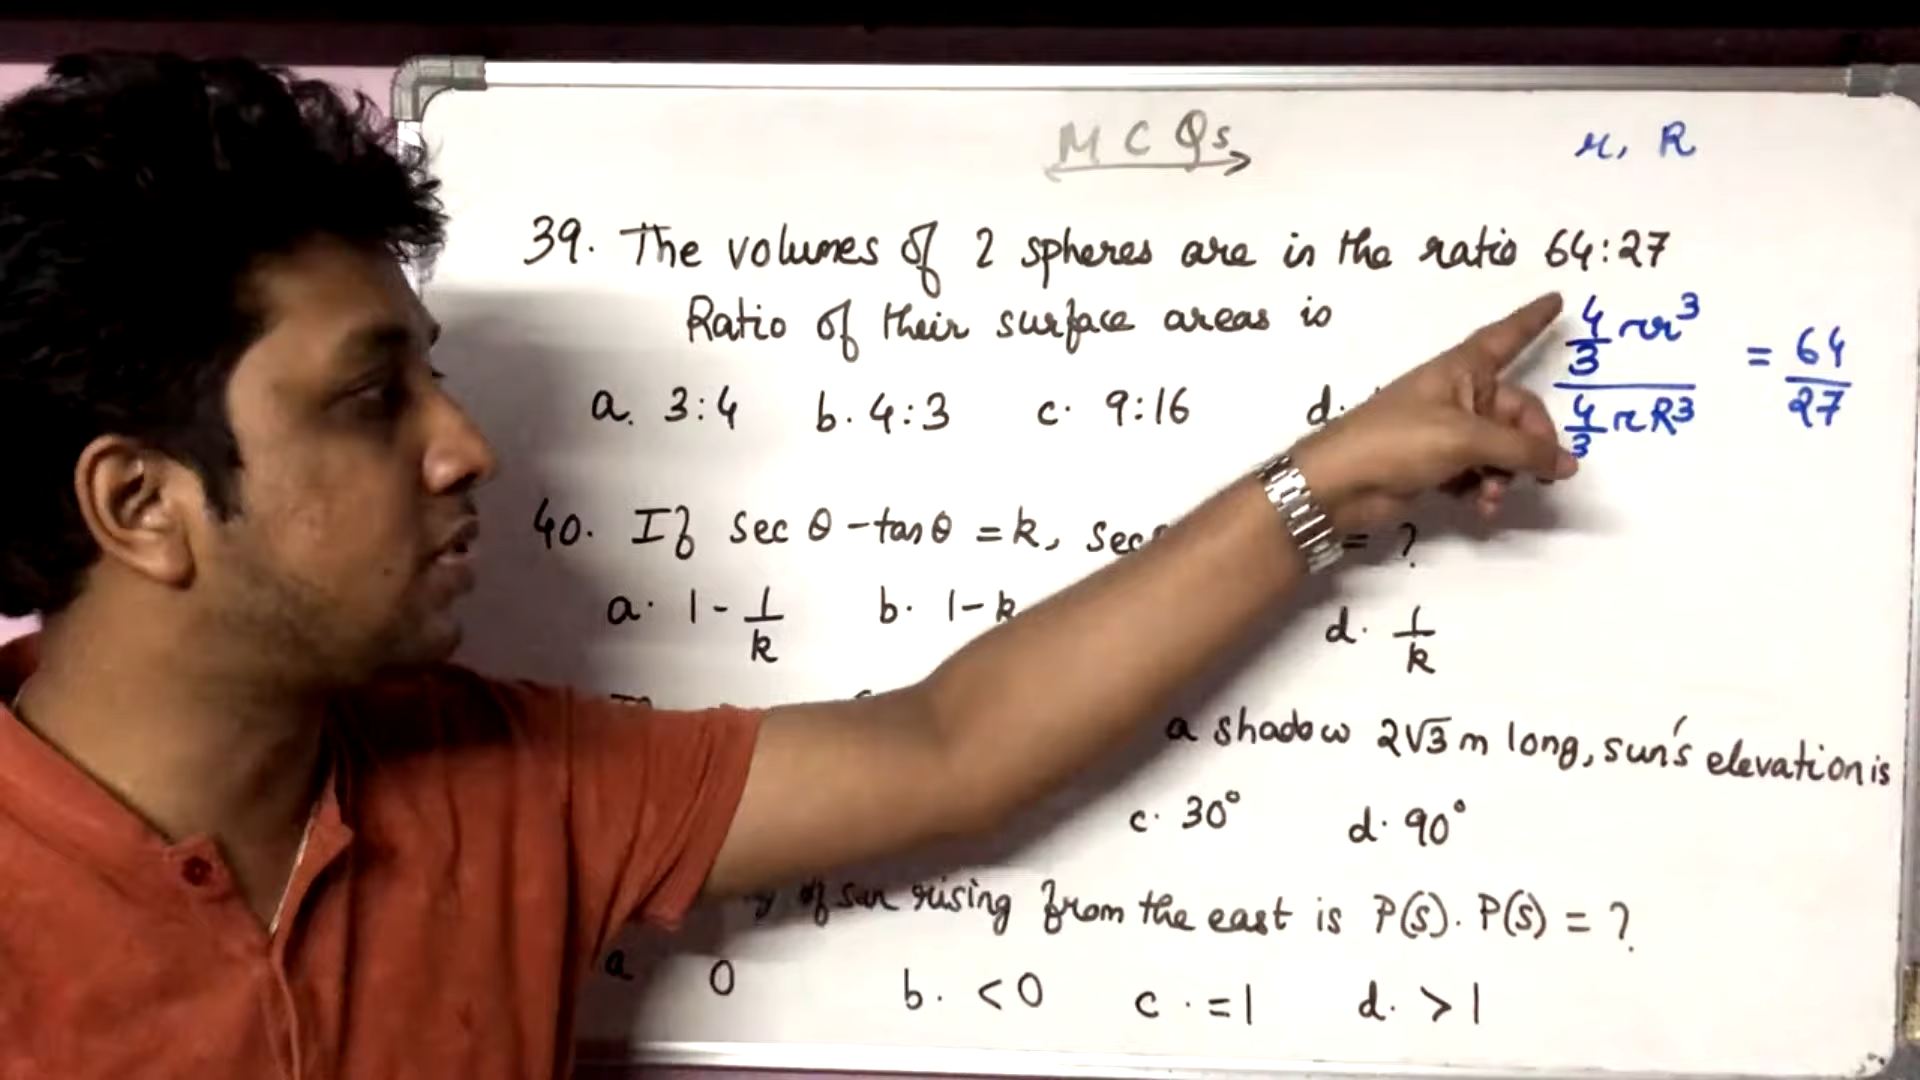 MCQs
r, R
39. The volumes of 2 spheres are in the ratio 64:27
Ratio of their surface areas is
4/3 πr³ / 4/3 πR³ = 64/27
a. 3:4 b. 4:3 c. 9:16 d.
40. If sec θ - tan θ = k, sec = ?
a. 1 - 1/k b. 1-k d. 1/k
a shadow 2√3 m long, sun's elevation is
c. 30° d. 90°
of sun rising from the east is P(S). P(S) = ?
a 0 b. <0 c. =1 d. >1